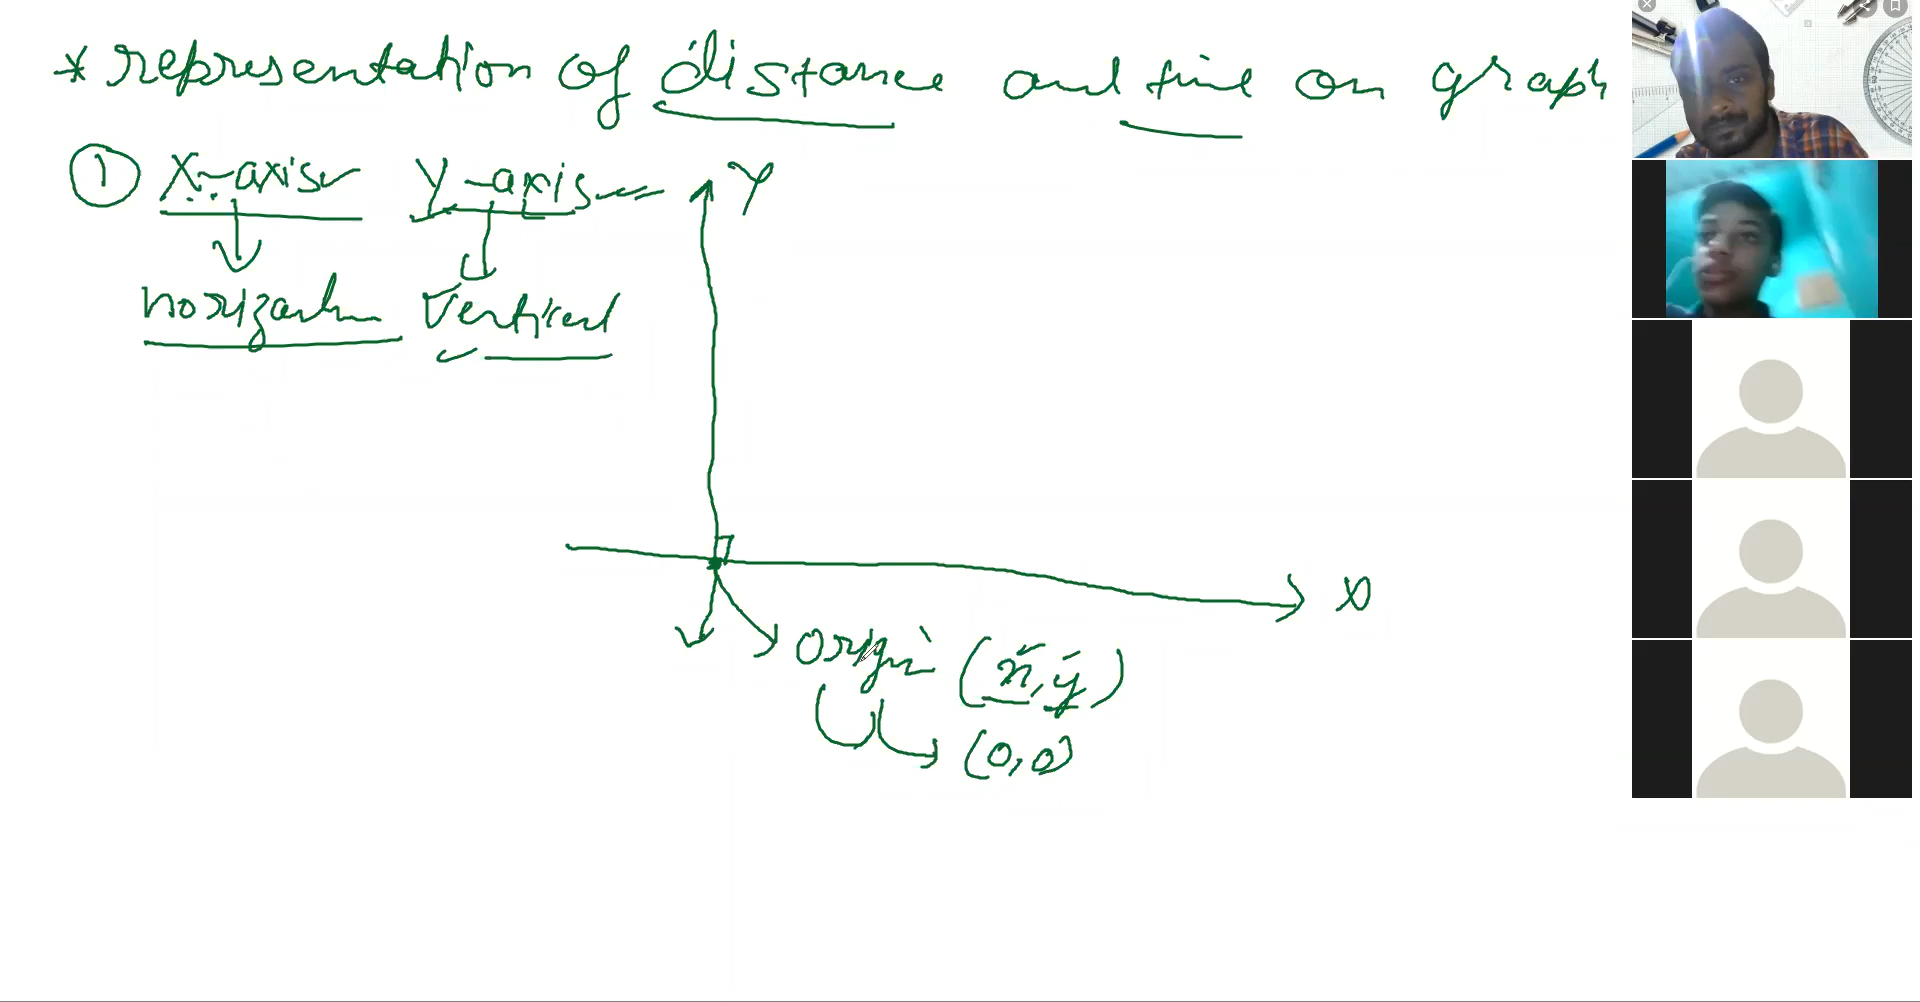 * representation of distance and time on graph
① X-axis Y-axis
horizontal Vertical
Y
X
Origin (x, y)
(0, 0)